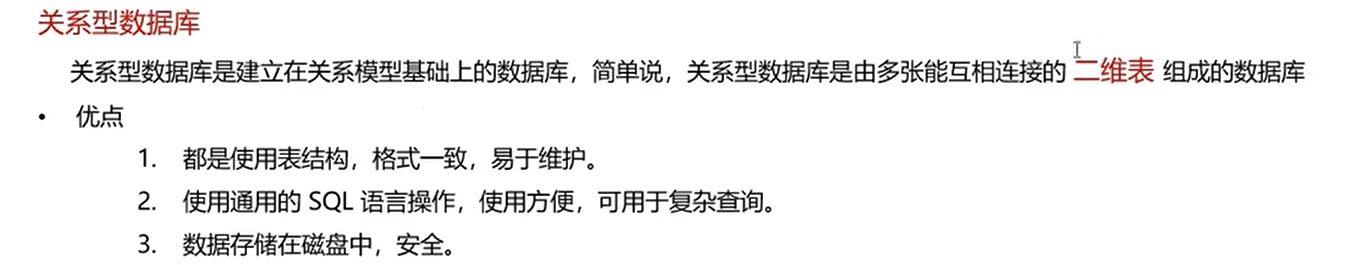 关系型数据库
关系型数据库是建立在关系模型基础上的数据库，简单说，关系型数据库是由多张能互相连接的 二维表 组成的数据库
• 优点
1. 都是使用表结构，格式一致，易于维护。
2. 使用通用的 SQL 语言操作，使用方便，可用于复杂查询。
3. 数据存储在磁盘中，安全。